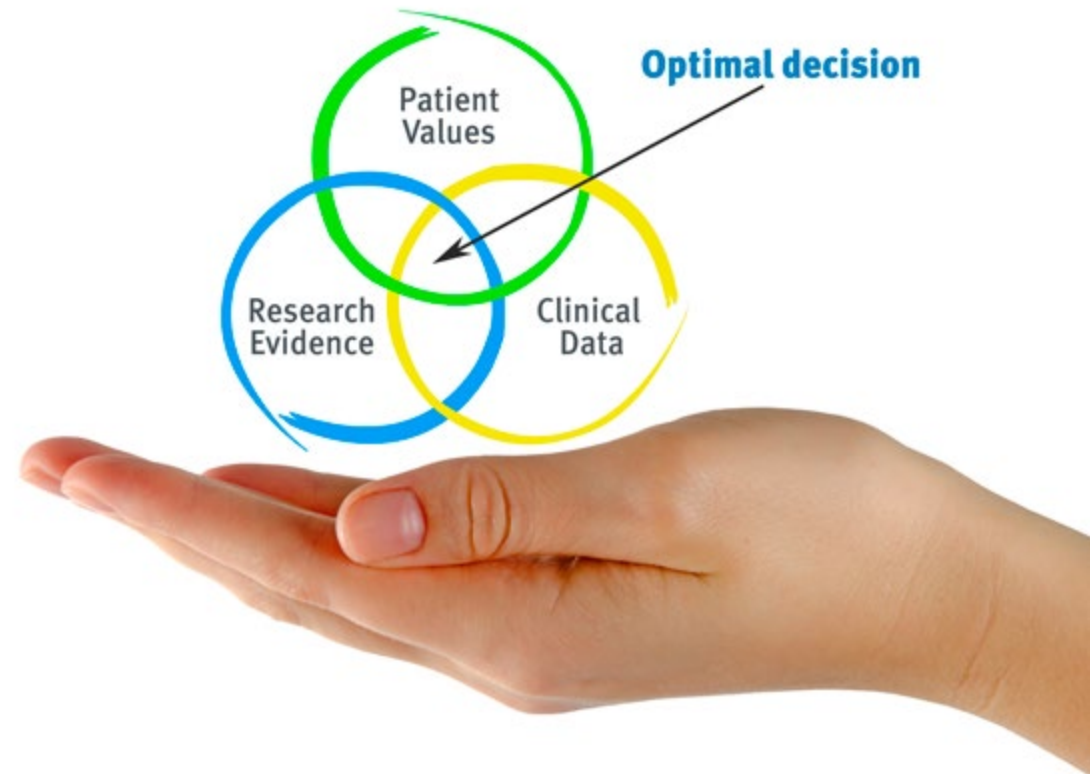 Optimal decision
Patient
Values
Research
Evidence
Clinical
Data